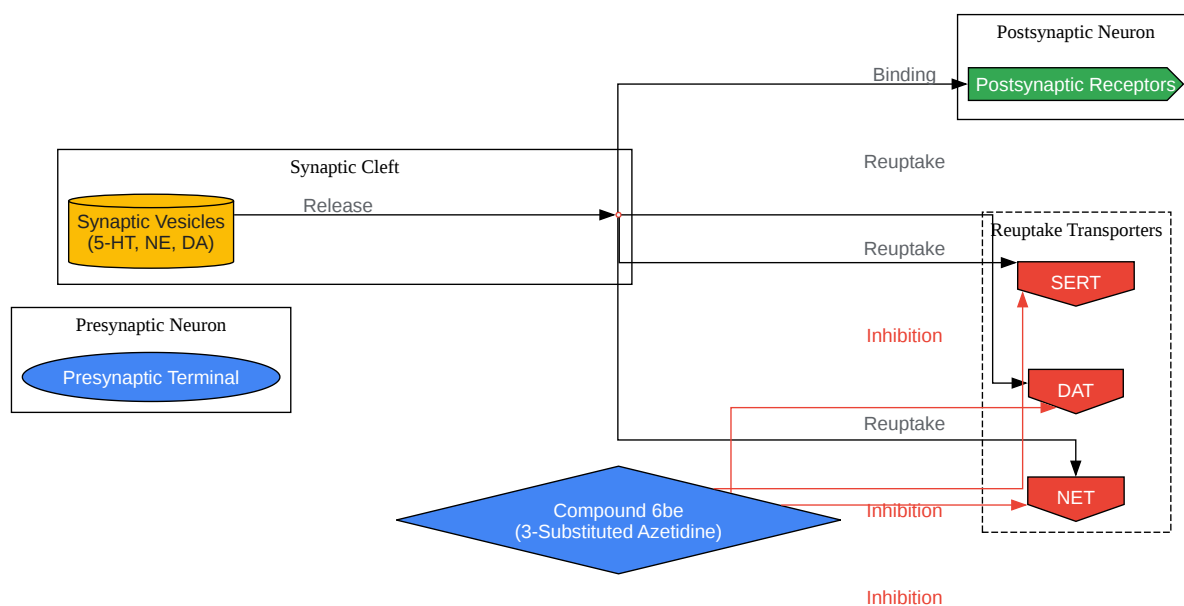 Postsynaptic Neuron
Binding
Postsynaptic Receptors
Synaptic Cleft
Reuptake
Release
Synaptic Vesicles
(5-HT, NE, DA)
Reuptake Transporters
Reuptake
SERT
Presynaptic Neuron
Inhibition
Presynaptic Terminal
DAT
Reuptake
NET
Compound 6be
(3-Substituted Azetidine)
Inhibition
Inhibition